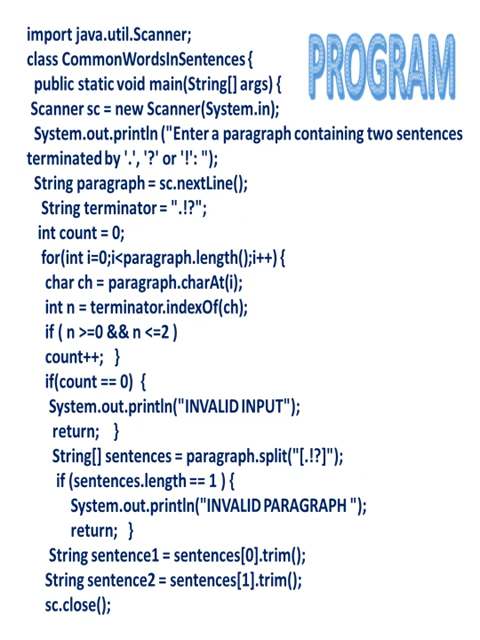 PROGRAM
import java.util.Scanner;
class CommonWordsInSentences {
public static void main(String[] args) {
Scanner sc = new Scanner(System.in);
System.out.println ("Enter a paragraph containing two sentences
terminated by '.', '?' or '!': ");
String paragraph = sc.nextLine();
String terminator = ".!?";
int count = 0;
for(int i=0;i<paragraph.length();i++) {
char ch = paragraph.charAt(i);
int n = terminator.indexOf(ch);
if ( n >=0 && n <=2 )
count++; }
if(count == 0) {
System.out.println("INVALID INPUT");
return; }
String[] sentences = paragraph.split("[.!?]");
if (sentences.length == 1 ) {
System.out.println("INVALID PARAGRAPH ");
return; }
String sentence1 = sentences[0].trim();
String sentence2 = sentences[1].trim();
sc.close();